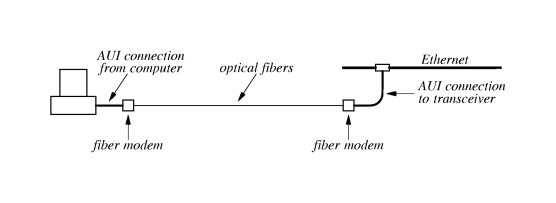 AUI connection
from computer
optical fibers
Ethernet
AUI connection
to transceiver
fiber modem
fiber modem